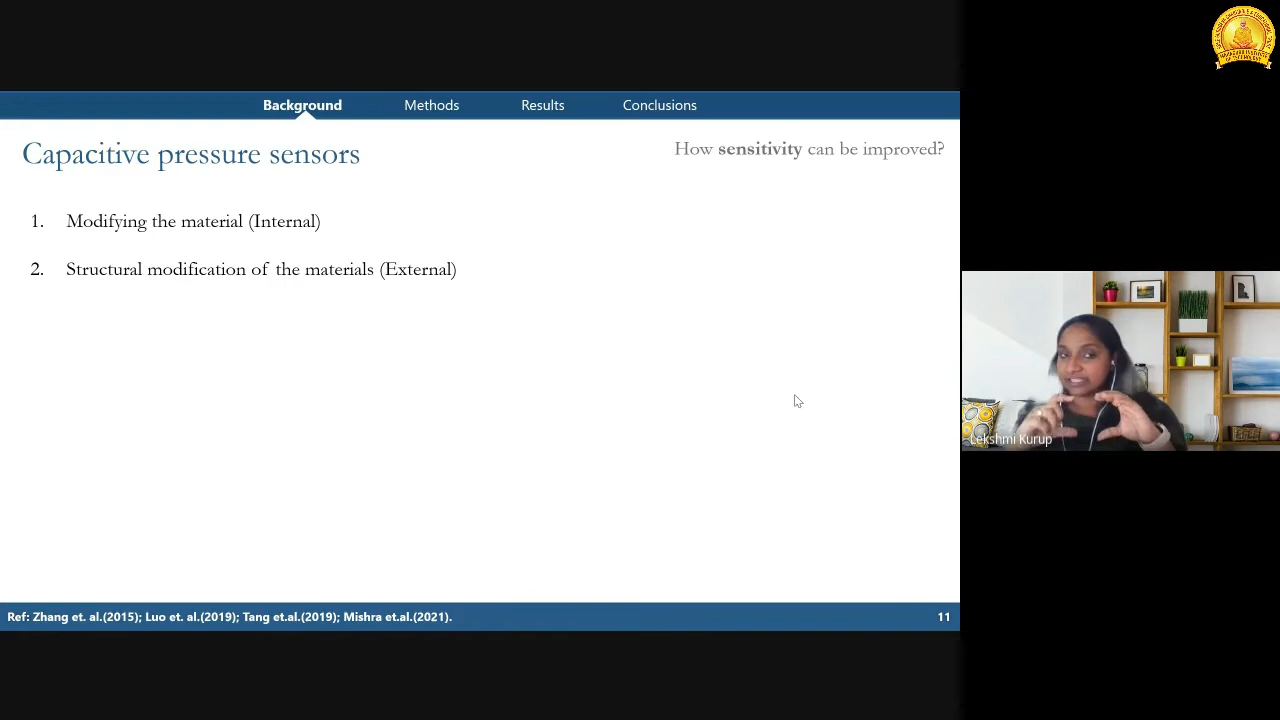 Background Methods Results Conclusions
Capacitive pressure sensors
How sensitivity can be improved?
1. Modifying the material (Internal)
2. Structural modification of the materials (External)
Lekshmi Kurup
Ref: Zhang et. al.(2015); Luo et. al.(2019); Tang et.al.(2019); Mishra et.al.(2021).
11